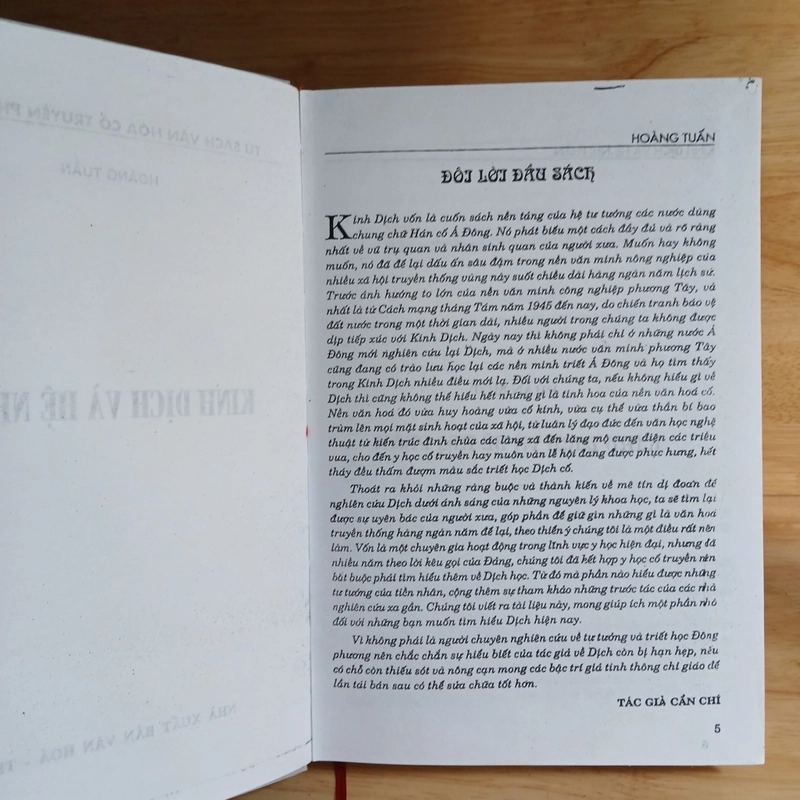 HOÀNG TUẤN
ĐÔI LỜI ĐẦU SÁCH
Kinh Dịch vốn là cuốn sách nền tảng của hệ tư tưởng các nước dùng
chung chữ Hán cổ Á Đông. Nó phát biểu một cách đầy đủ và rõ ràng
nhất về vũ trụ quan và nhân sinh quan của người xưa. Muốn hay không
muốn, nó đã để lại dấu ấn sâu đậm trong nền văn minh nông nghiệp của
nhiều xã hội truyền thống vùng này suốt chiều dài hàng ngàn năm lịch sử.
Trước ảnh hưởng to lớn của nền văn minh công nghiệp phương Tây, và
nhất là từ Cách mạng tháng Tám năm 1945 đến nay, do chiến tranh bảo vệ
đất nước trong một thời gian dài, nhiều người trong chúng ta không được
dịp tiếp xúc với Kinh Dịch. Ngày nay thì không phải chỉ ở những nước Á
Đông mới nghiên cứu lại Dịch, mà ở nhiều nước văn minh phương Tây
cũng đang có trào lưu học lại các nền minh triết Á Đông và họ tìm thấy
trong Kinh Dịch nhiều điều mới lạ. Đối với chúng ta, nếu không hiểu gì về
Dịch thì cũng không thể hiểu hết những gì là tinh hoa của nền văn hoá cổ.
Nền văn hoá đó vừa huy hoàng vừa cổ kính, vừa cụ thể vừa thần bí bao
trùm lên mọi mặt sinh hoạt của xã hội, từ luân lý đạo đức đến văn học nghệ
thuật từ kiến trúc đình chùa các làng xã đến lăng mộ cung điện các triều
vua, cho đến y học cổ truyền hay muôn vàn lễ hội đang được phục hưng, hết
thảy đều thấm đượm màu sắc triết học Dịch cổ.
Thoát ra khỏi những ràng buộc và thành kiến về mê tín dị đoan để
nghiên cứu Dịch dưới ánh sáng của những nguyên lý khoa học, ta sẽ tìm lại
được sự uyên bác của người xưa, góp phần để giữ gìn những gì là văn hoá
truyền thống hàng ngàn năm để lại, theo thiển ý chúng tôi là một điều rất nên
làm. Vốn là một chuyên gia hoạt động trong lĩnh vực y học hiện đại, nhưng đã
nhiều năm theo lời kêu gọi của Đảng, chúng tôi đã kết hợp y học cổ truyền nên
bắt buộc phải tìm hiểu thêm về Dịch học. Từ đó mà phần nào hiểu được những
tư tưởng của tiền nhân, cộng thêm sự tham khảo những trước tác của các nhà
nghiên cứu xa gần. Chúng tôi viết ra tài liệu này, mong giúp ích một phần nhỏ
đối với những bạn muốn tìm hiểu Dịch hiện nay.
Vì không phải là người chuyên nghiên cứu về tư tưởng và triết học Đông
phương nên chắc chắn sự hiểu biết của tác giả về Dịch còn bị hạn hẹp, nếu
có chỗ còn thiếu sót và nông cạn mong các bậc trí giả tinh thông chỉ giáo để
lần tái bản sau có thể sửa chữa tốt hơn.
TÁC GIẢ CẨN CHÍ
5